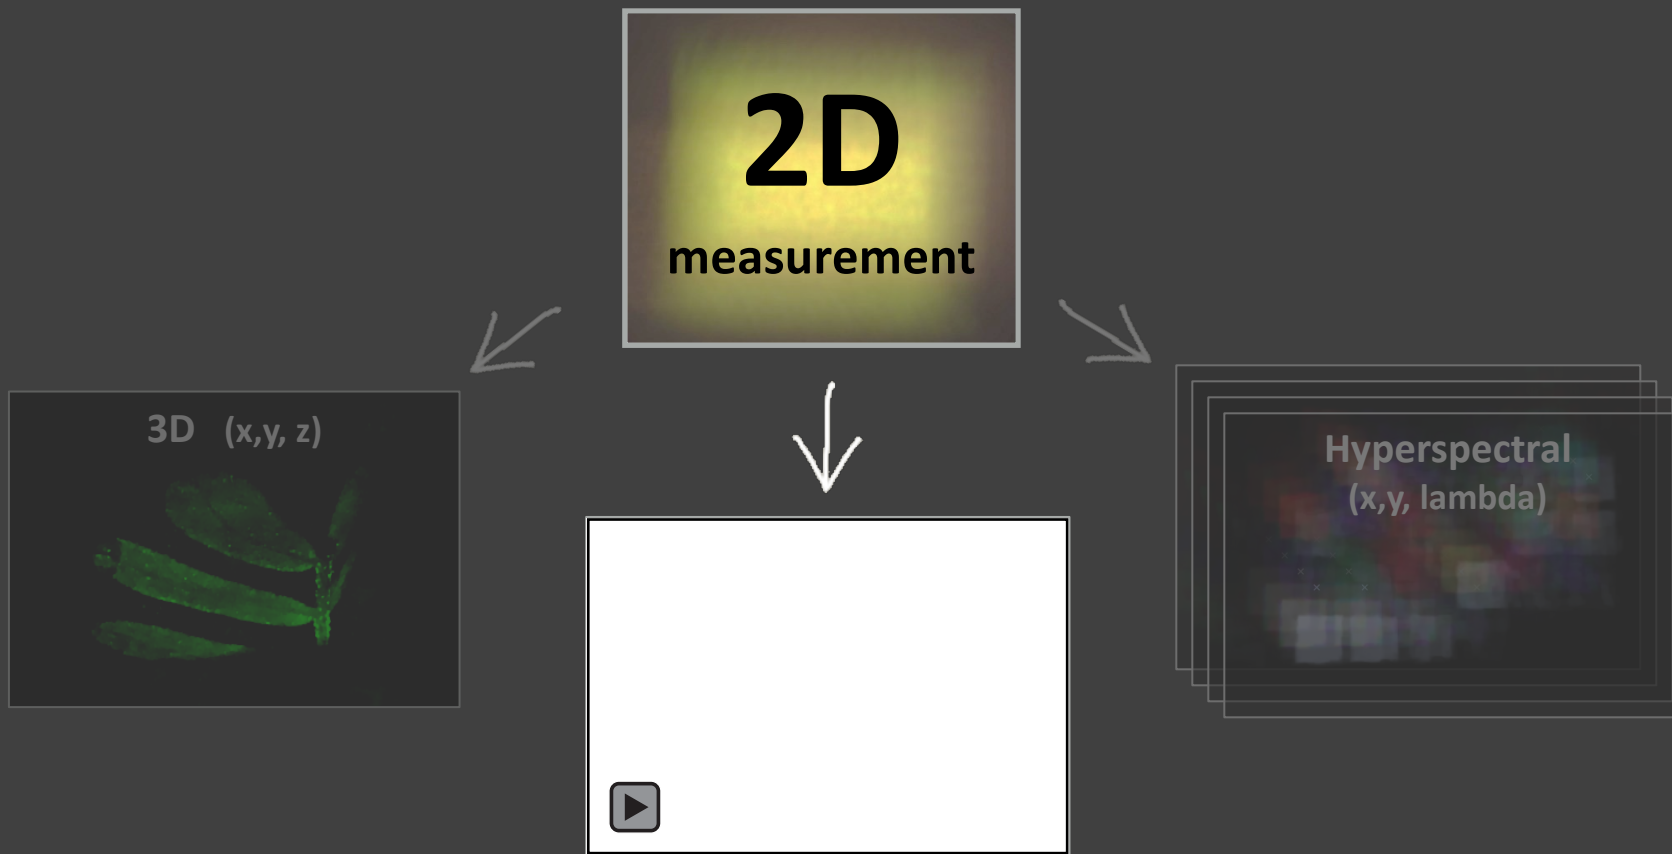 2D
measurement
3D (x,y, z)
Hyperspectral
(x,y, lambda)